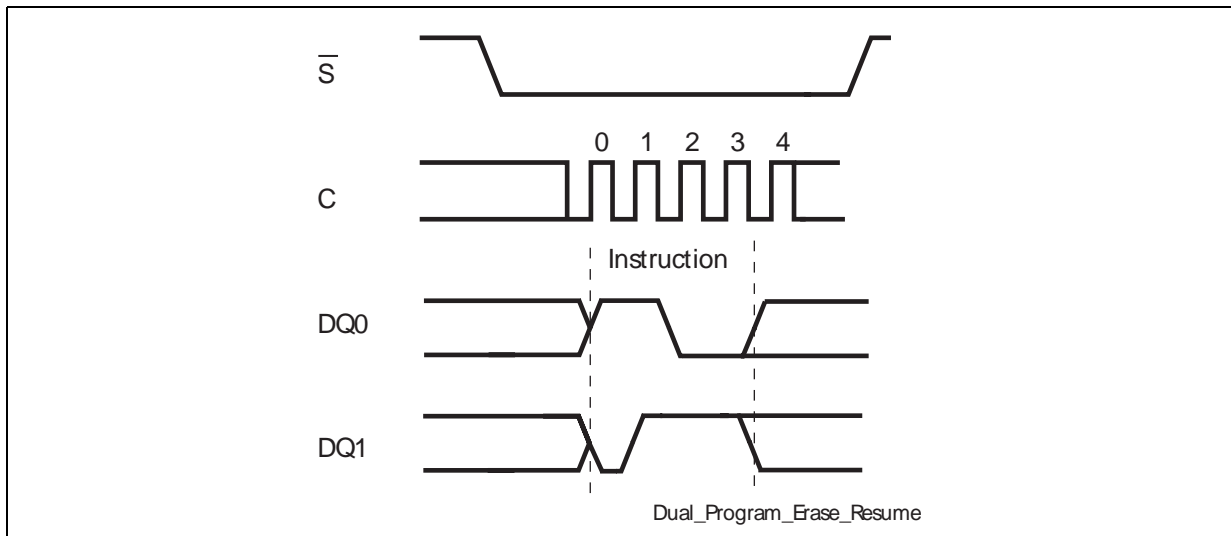 S
0 1 2 3 4
C
Instruction
DQ0
DQ1
Dual_Program_Erase_Resume